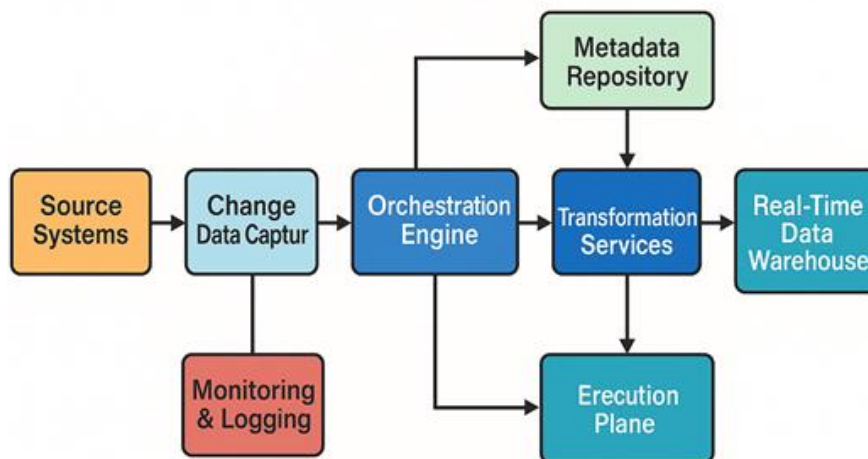 Metadata
Repository
Source
Systems
Change
Data Captur
Orchestration
Engine
Transformation
Services
Real-Time
Data
Warehouse
Monitoring
& Logging
Erecution
Plane